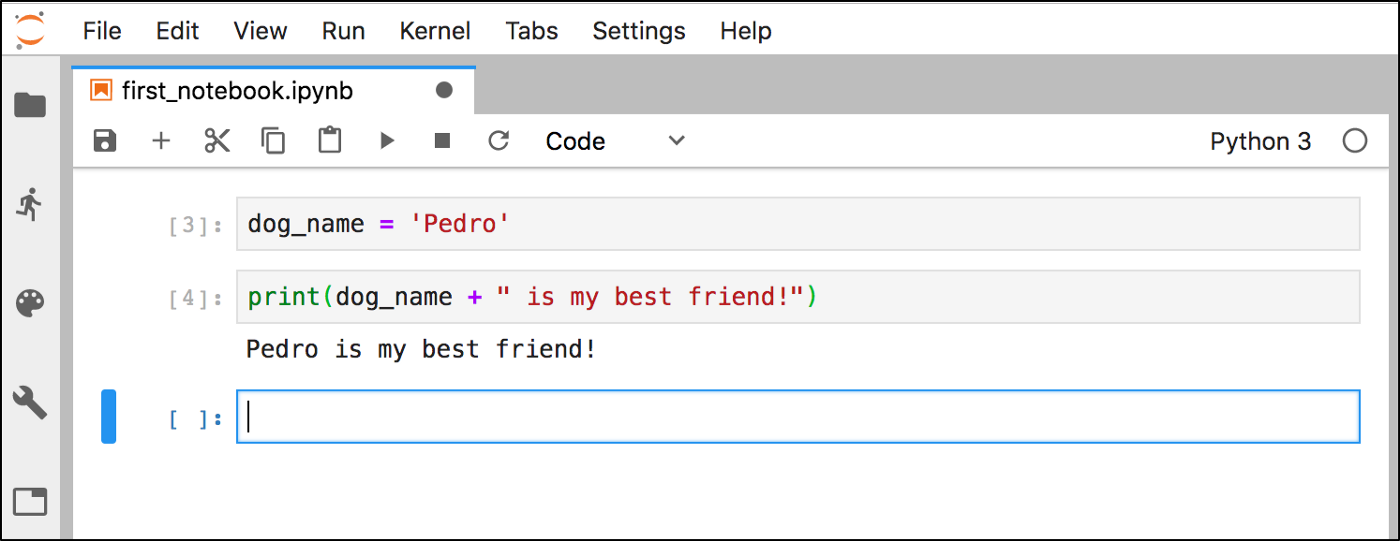 File Edit View Run Kernel Tabs Settings Help
first_notebook.ipynb
Code Python 3
[3]: dog_name = 'Pedro'
[4]: print(dog_name + " is my best friend!")
Pedro is my best friend!
[ ]: